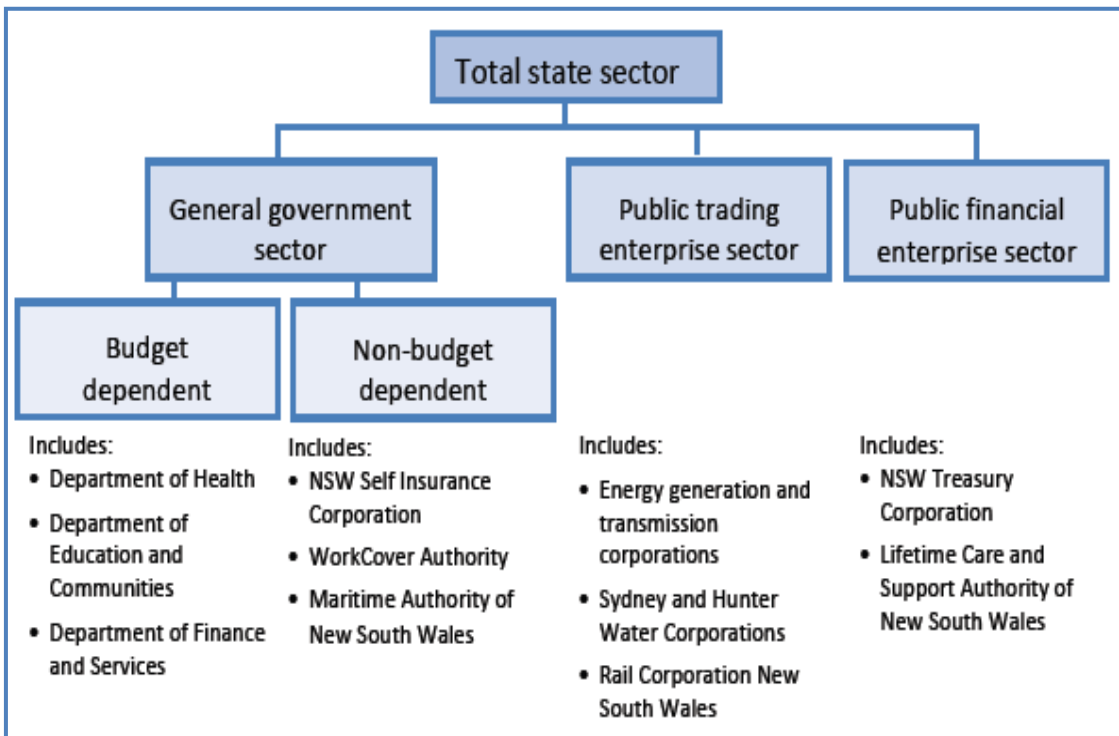 Total state sector
General government
sector
Public trading
enterprise sector
Public financial
enterprise sector
Budget
dependent
Non-budget
dependent
Includes:
• Department of Health
• Department of
Education and
Communities
• Department of Finance
and Services
Includes:
• NSW Self Insurance
Corporation
• WorkCover Authority
• Maritime Authority of
New South Wales
Includes:
• Energy generation and
transmission
corporations
• Sydney and Hunter
Water Corporations
• Rail Corporation New
South Wales
Includes:
• NSW Treasury
Corporation
• Lifetime Care and
Support Authority of
New South Wales